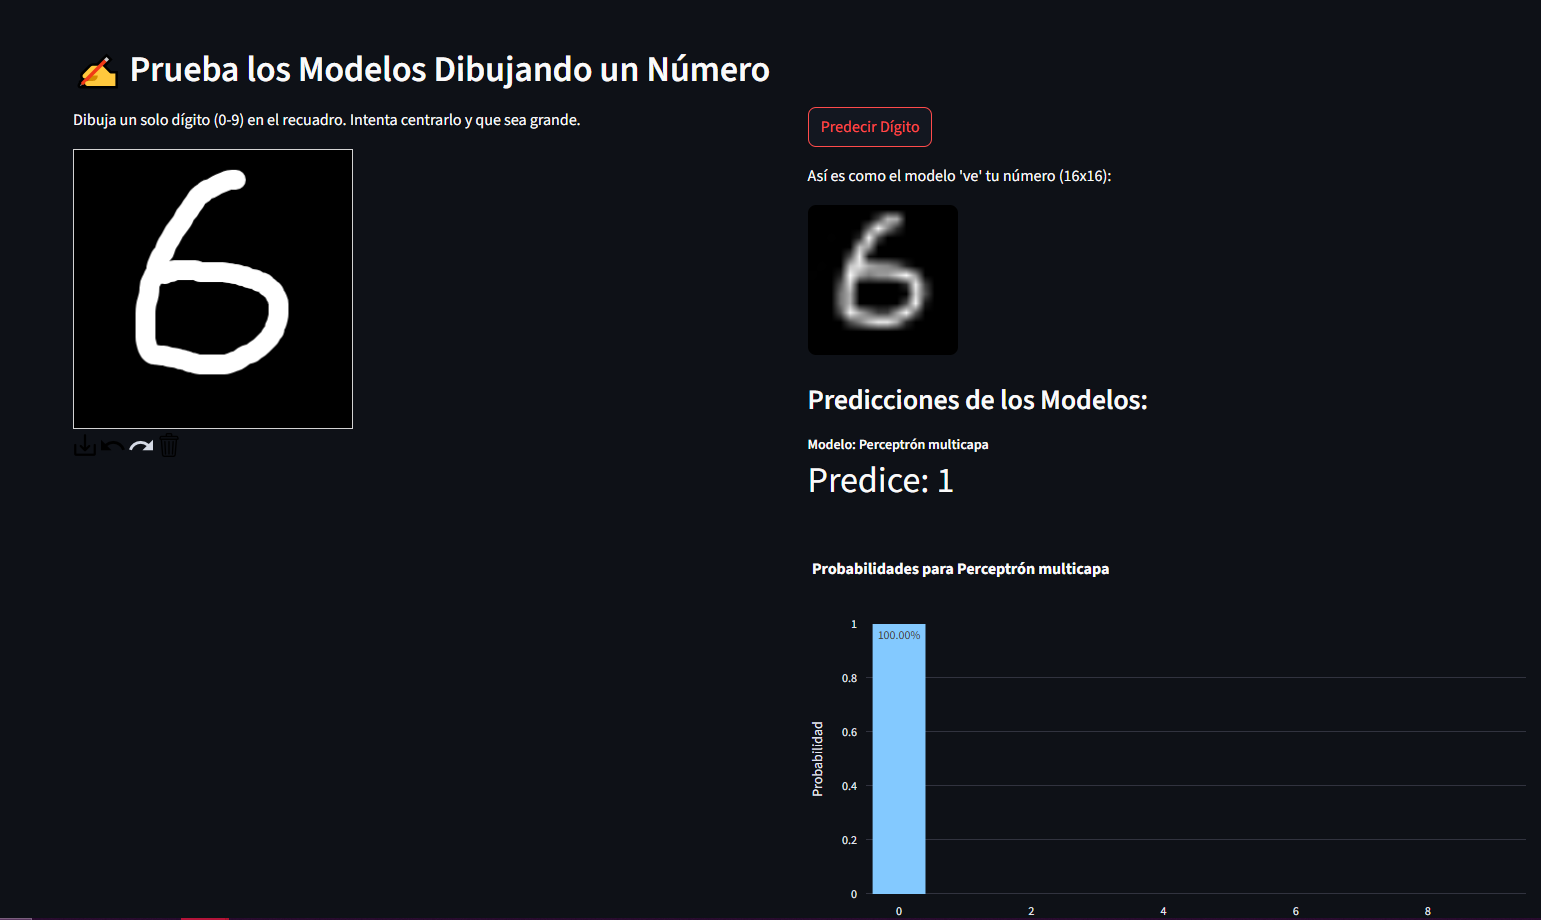 ✍ Prueba los Modelos Dibujando un Número
Dibuja un solo dígito (0-9) en el recuadro. Intenta centrarlo y que sea grande.
6
Predecir Dígito
Así es como el modelo 've' tu número (16x16):
6
Predicciones de los Modelos:
Modelo: Perceptrón multicapa
Predice: 1
Probabilidades para Perceptrón multicapa
Probabilidad
1
0.8
0.6
0.4
0.2
0
100.00%
0 2 4 6 8